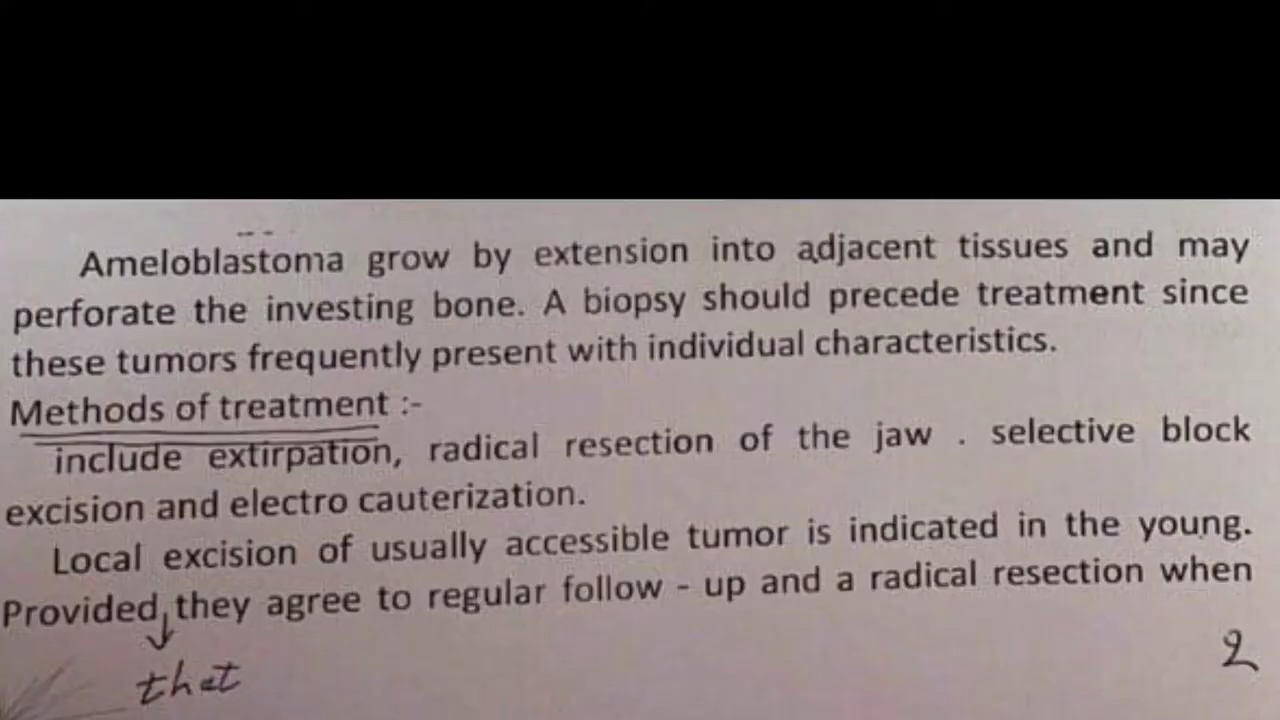 Ameloblastoma grow by extension into adjacent tissues and may
perforate the investing bone. A biopsy should precede treatment since
these tumors frequently present with individual characteristics.
Methods of treatment :-
include extirpation, radical resection of the jaw . selective block
excision and electro cauterization.
Local excision of usually accessible tumor is indicated in the young.
Provided they agree to regular follow - up and a radical resection when
that
2